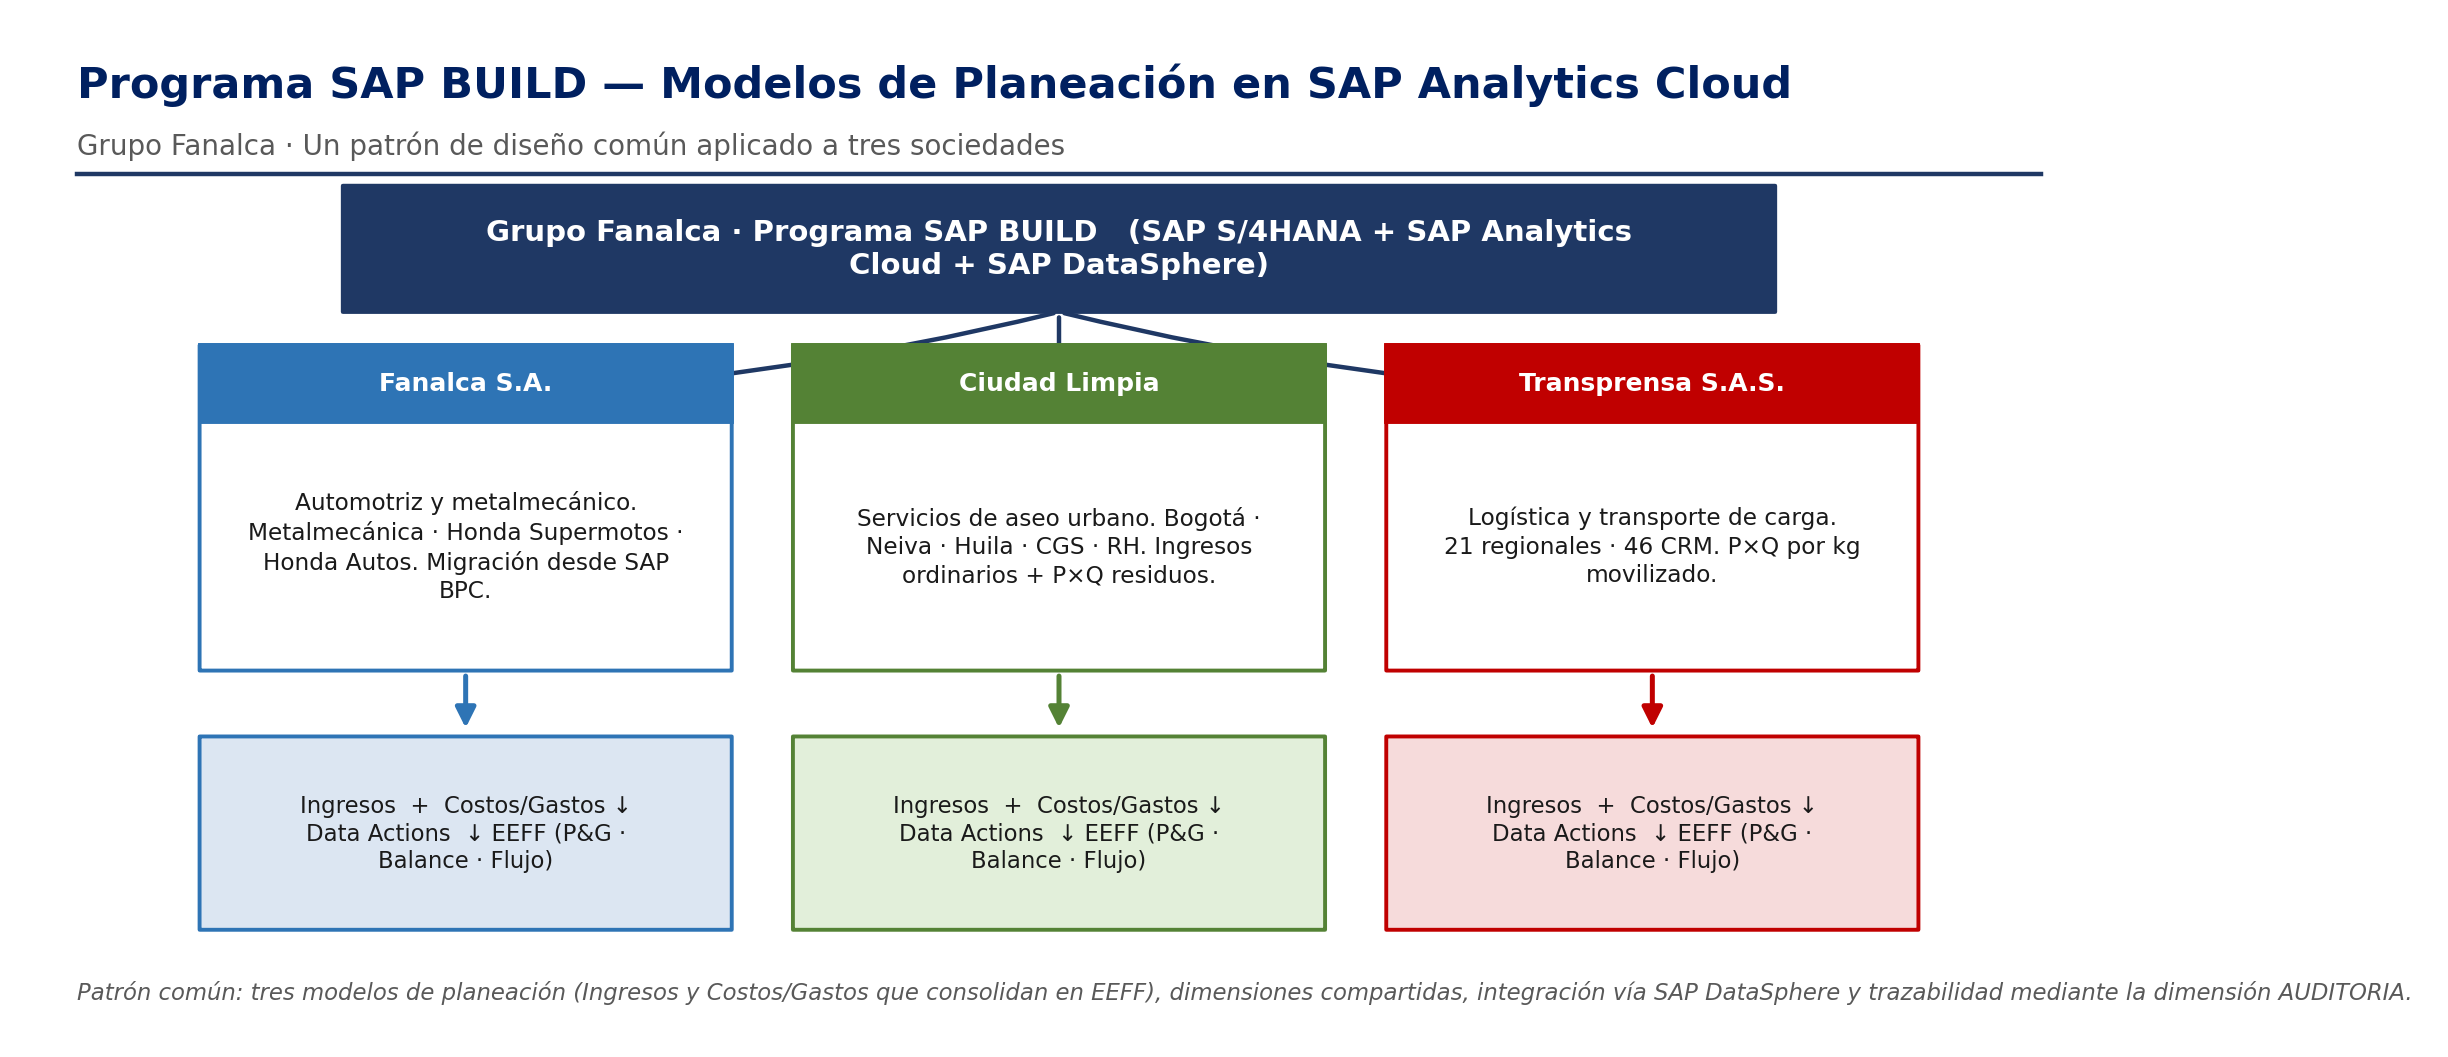 Programa SAP BUILD — Modelos de Planeación en SAP Analytics Cloud
Grupo Fanalca · Un patrón de diseño común aplicado a tres sociedades
Grupo Fanalca · Programa SAP BUILD   (SAP S/4HANA + SAP Analytics
Cloud + SAP DataSphere)
Fanalca S.A.
Automotriz y metalmecánico.
Metalmecánica · Honda Supermotos ·
Honda Autos. Migración desde SAP
BPC.
Ingresos  +  Costos/Gastos ↓
Data Actions  ↓ EEFF (P&G ·
Balance · Flujo)
Ciudad Limpia
Servicios de aseo urbano. Bogotá ·
Neiva · Huila · CGS · RH. Ingresos
ordinarios + P×Q residuos.
Ingresos  +  Costos/Gastos ↓
Data Actions  ↓ EEFF (P&G ·
Balance · Flujo)
Transprensa S.A.S.
Logística y transporte de carga.
21 regionales · 46 CRM. P×Q por kg
movilizado.
Ingresos  +  Costos/Gastos ↓
Data Actions  ↓ EEFF (P&G ·
Balance · Flujo)
Patrón común: tres modelos de planeación (Ingresos y Costos/Gastos que consolidan en EEFF), dimensiones compartidas, integración vía SAP DataSphere y trazabilidad mediante la dimensión AUDITORIA.